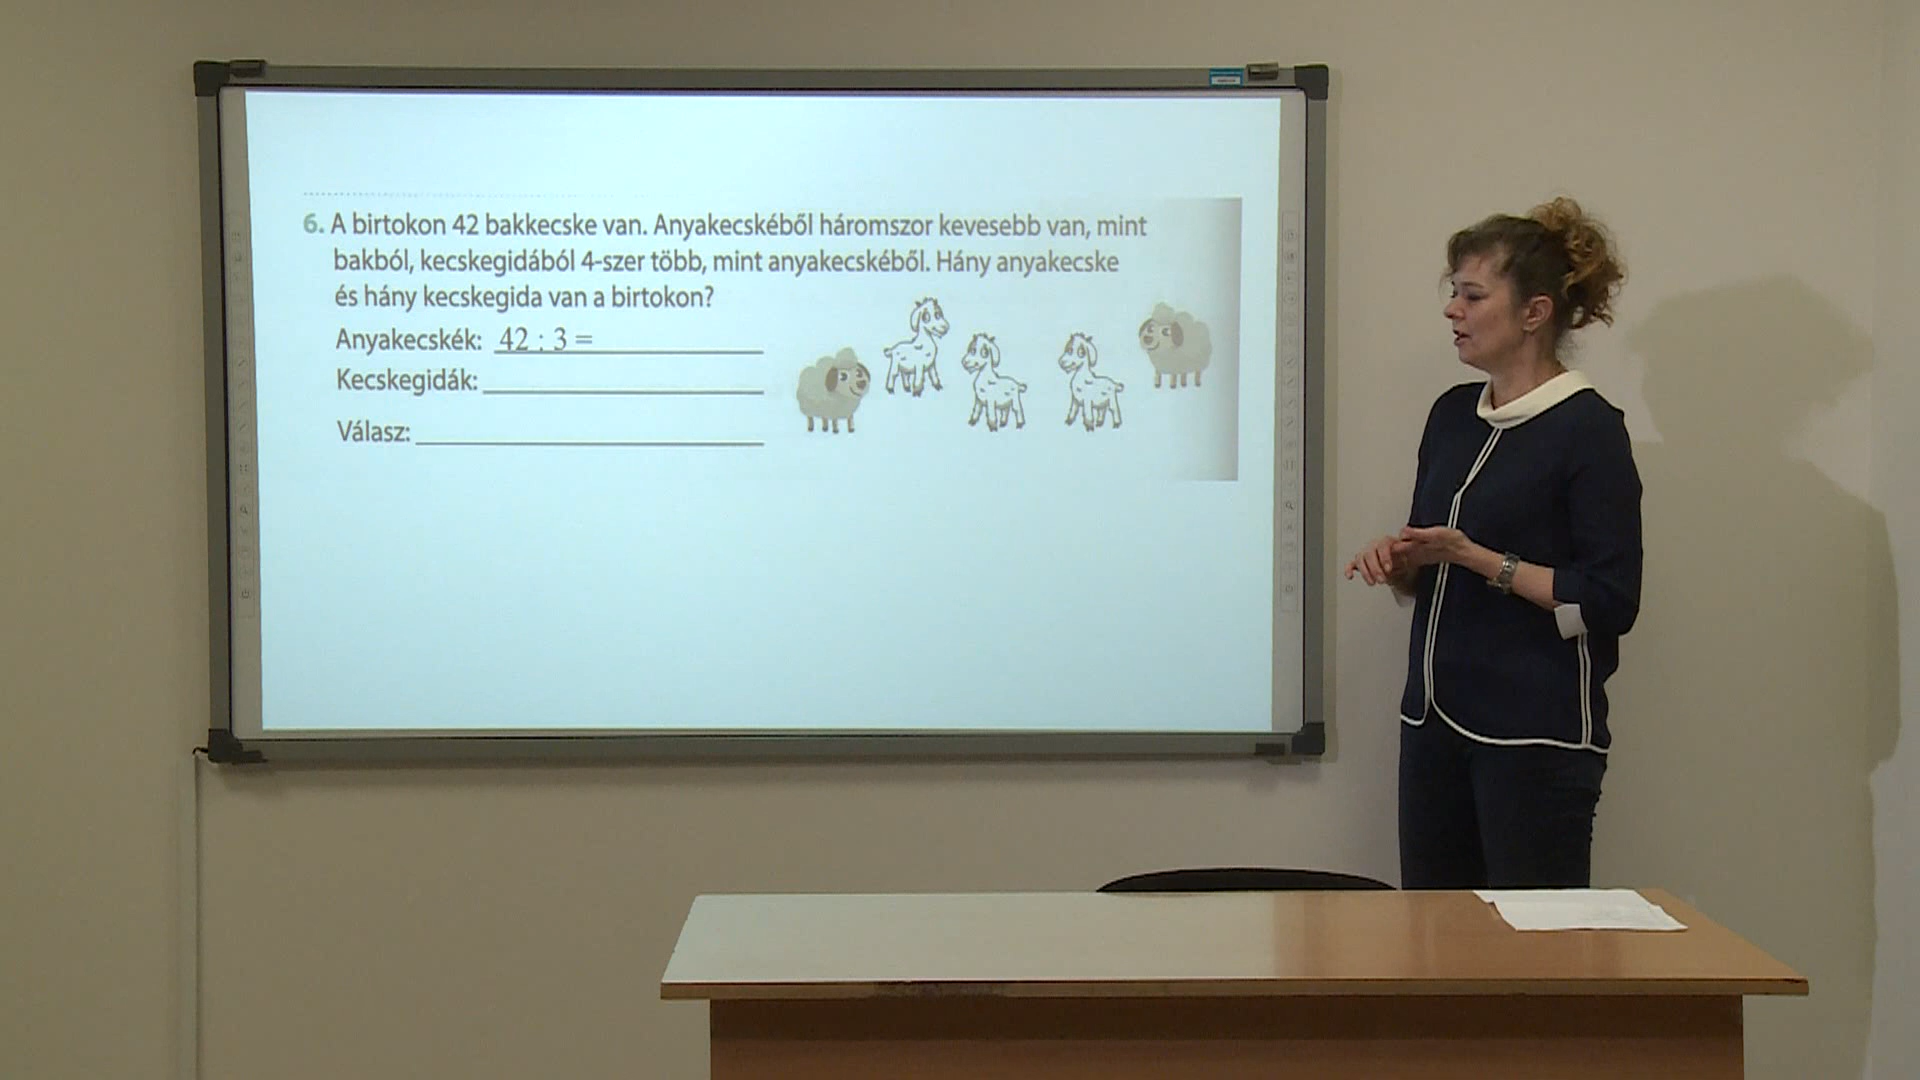 6. A birtokon 42 bakkecske van. Anyakecskéből háromszor kevesebb van, mint
bakból, kecskegidából 4-szer több, mint anyakecskéből. Hány anyakecske
és hány kecskegida van a birtokon?
Anyakecskék: 42 : 3 =
Kecskegidák:
Válasz: